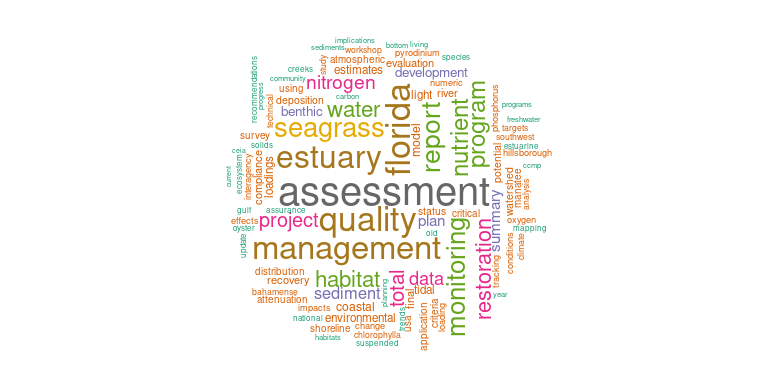 implications
sediments
workshop
bottom
living
pyrodinium
atmospheric
species
evaluation
creeks
study
estimates
development
community
nitrogen
numeric
recommendations
progress
using
carbon
light
river
phosphorus
programs
technical
deposition
benthic
water
florida
report
nutrient
program
freshwater
targets
seagrass
model
southwest
survey
solids
estuarine
hillsborough
ceia
interagency
compliance
loadings
estuary
potential
ccmp
ecosystem
current
assessment
watershed
manatee
analysis
gulf
assurance
status
critical
summary
effects
project
quality
plan
oxygen
oyster
mapping
old
update
management
monitoring
restoration
conditions
climate
distribution
recovery
habitat
total
data
tracking
bahamense
attenuation
sediment
planning
final
tidal
year
impacts
coastal
trends
usa
application
criteria
loading
national
environmental
shoreline
change
habitats
chlorophylla
suspended